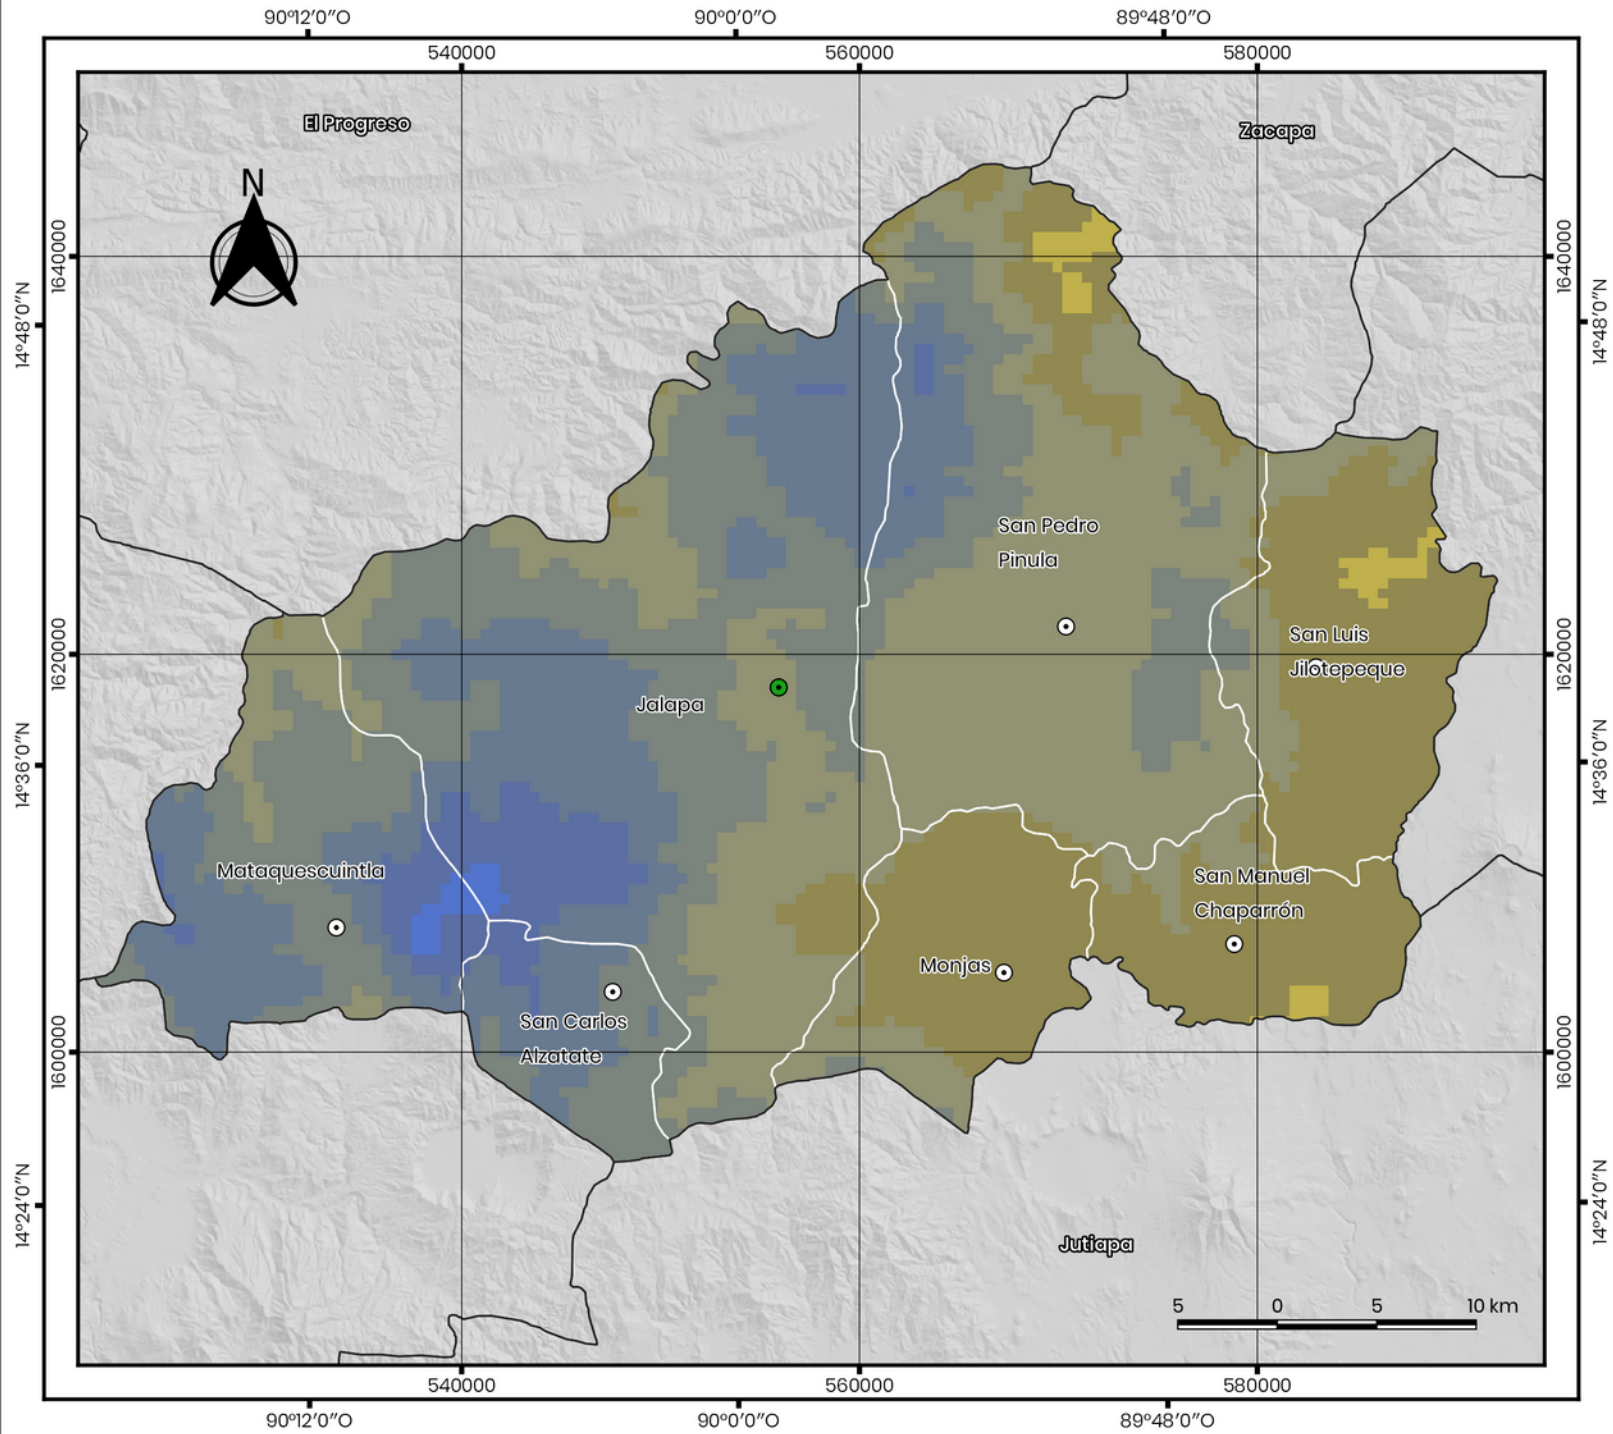 90°12'0"O 90°0'0"O 89°48'0"O
540000 560000 580000
El Progreso
Zacapa
N
1640000 1640000
14°48'0"N 14°48'0"N
San Pedro
Pinula
1620000 1620000
San Luis
Jilotepeque
Jalapa
14°36'0"N 14°36'0"N
Mataquescuintla
San Manuel
Chaparrón
Monjas
San Carlos
Alzatate
1600000 1600000
14°24'0"N 14°24'0"N
Jutiapa
5 0 5 10 km
540000 560000 580000
90°12'0"O 90°0'0"O 89°48'0"O